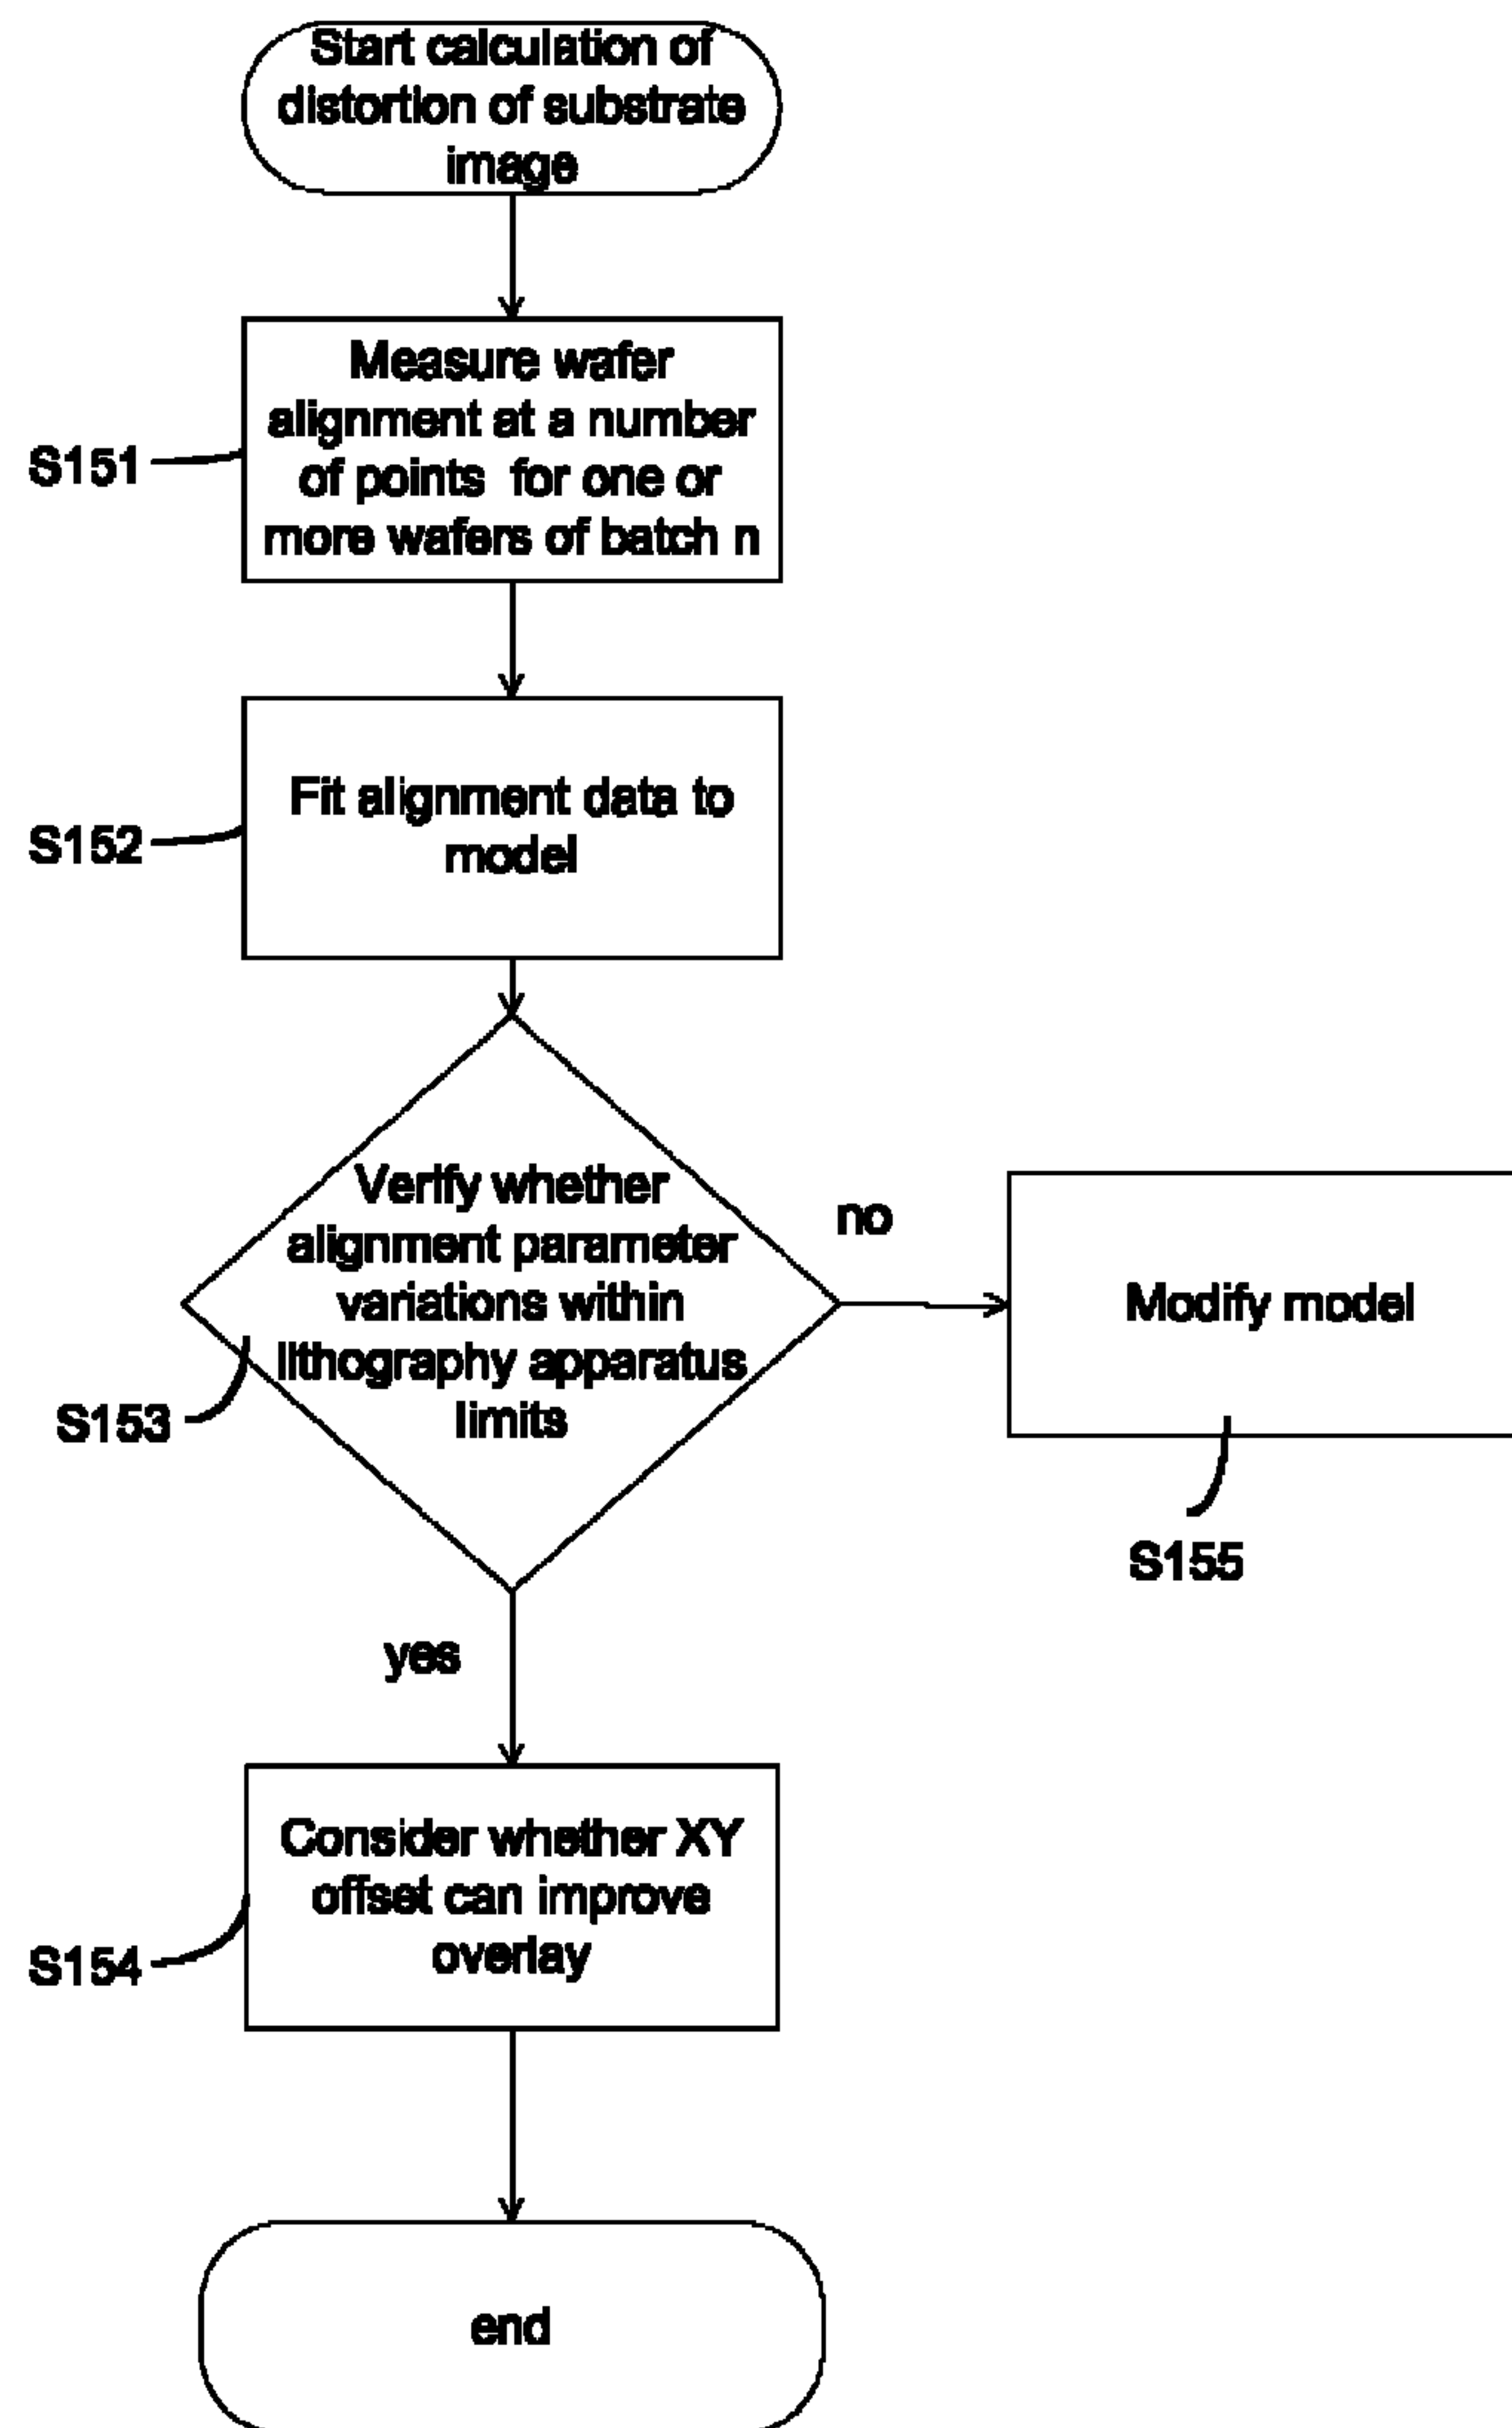 Start calculation of
distortion of substrate
image
Measure wafer
alignment at a number
of points for one or
more wafers of batch n
S151
Fit alignment data to
model
S152
Verify whether
alignment parameter
variations within
lithography apparatus
limits
S153
no
Modify model
S155
yes
Consider whether XY
offset can improve
overlay
S154
end